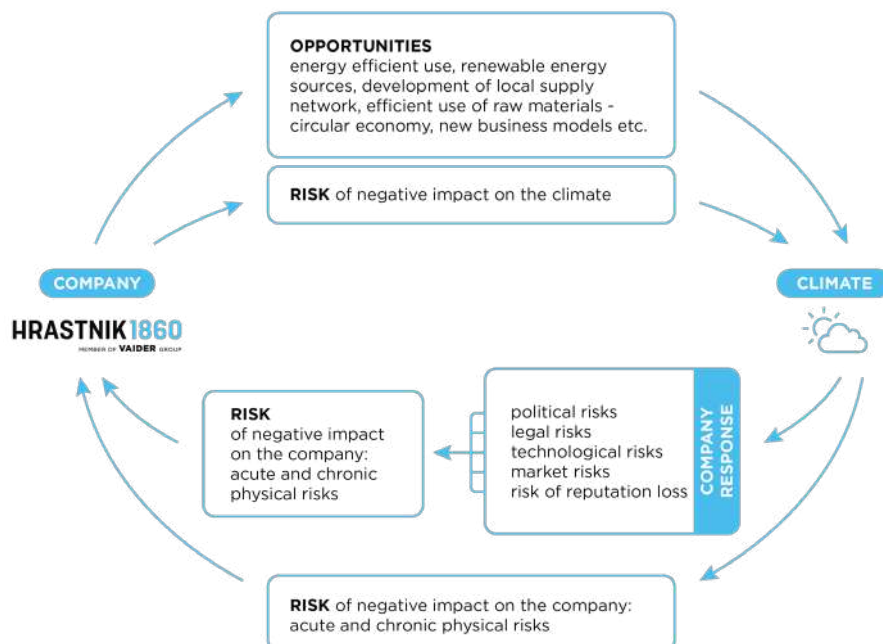 OPPORTUNITIES
energy efficient use, renewable energy
sources, development of local supply
network, efficient use of raw materials -
circular economy, new business models etc.
RISK of negative impact on the climate
COMPANY
CLIMATE
HRASTNIK1860
MEMBER OF VAIDER GROUP
RISK
of negative impact
on the company:
acute and chronic
physical risks
political risks
legal risks
technological risks
market risks
risk of reputation loss
COMPANY
RESPONSE
RISK of negative impact on the company:
acute and chronic physical risks